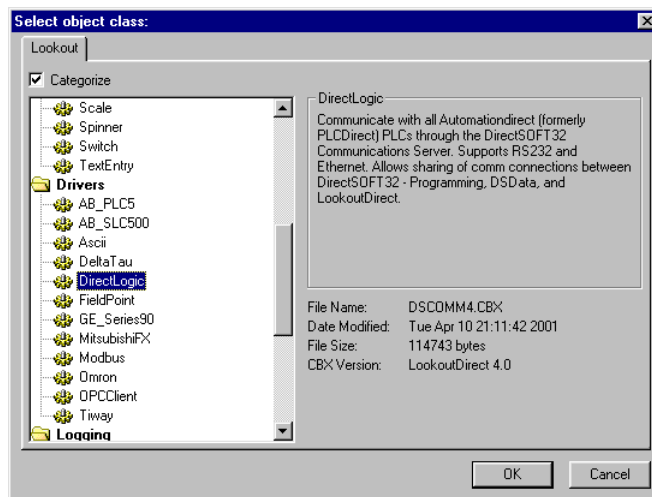 Select object class:
Lookout
Categorize
Scale
Spinner
Switch
TextEntry
Drivers
AB_PLC5
AB_SLC500
Ascii
DeltaTau
DirectLogic
FieldPoint
GE_Series90
MitsubishiFX
Modbus
Omron
OPCClient
Tiway
Logging
DirectLogic
Communicate with all Automationdirect (formerly
PLCDirect) PLCs through the DirectSOFT32
Communications Server. Supports RS232 and
Ethernet. Allows sharing of comm connections between
DirectSOFT32 - Programming, DSData, and
LookoutDirect.
File Name: DSCOMM4.CBX
Date Modified: Tue Apr 10 21:11:42 2001
File Size: 114743 bytes
CBX Version: LookoutDirect 4.0
OK Cancel